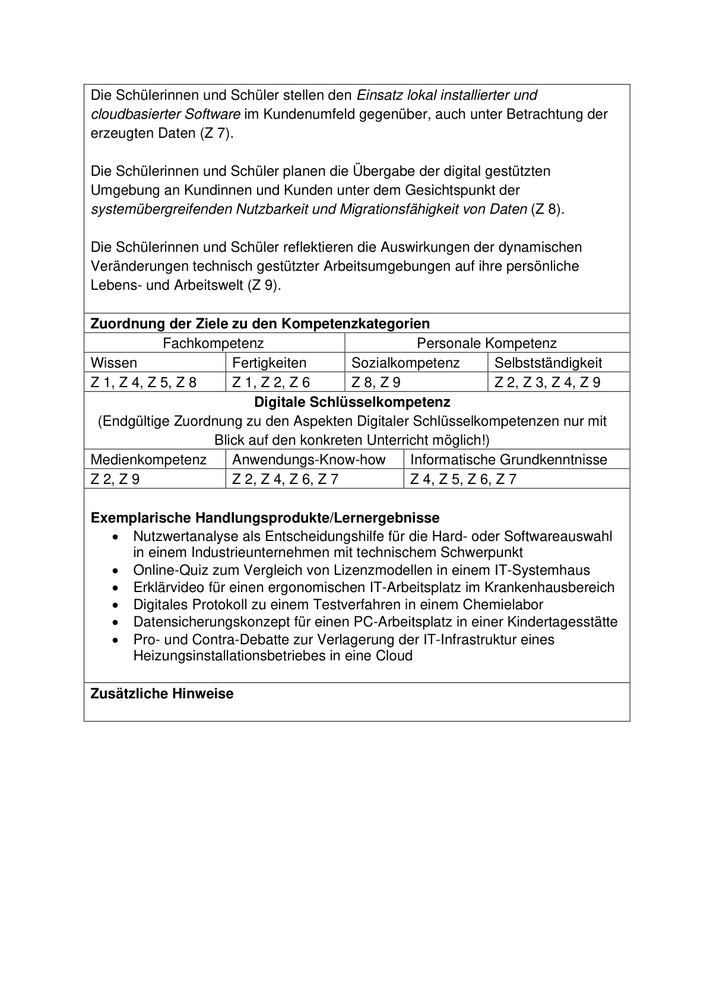 Die Schülerinnen und Schüler stellen den Einsatz lokal installierter und
cloudbasierter Software im Kundenumfeld gegenüber, auch unter Betrachtung der
erzeugten Daten (Z 7).
Die Schülerinnen und Schüler planen die Übergabe der digital gestützten
Umgebung an Kundinnen und Kunden unter dem Gesichtspunkt der
systemübergreifenden Nutzbarkeit und Migrationsfähigkeit von Daten (Z 8).
Die Schülerinnen und Schüler reflektieren die Auswirkungen der dynamischen
Veränderungen technisch gestützter Arbeitsumgebungen auf ihre persönliche
Lebens- und Arbeitswelt (Z 9).
Zuordnung der Ziele zu den Kompetenzkategorien
Fachkompetenz Personale Kompetenz
Wissen Fertigkeiten Sozialkompetenz Selbstständigkeit
Z 1, Z 4, Z 5, Z 8 Z 1, Z 2, Z 6 Z 8, Z 9 Z 2, Z 3, Z 4, Z 9
Digitale Schlüsselkompetenz
(Endgültige Zuordnung zu den Aspekten Digitaler Schlüsselkompetenzen nur mit
Blick auf den konkreten Unterricht möglich!)
Medienkompetenz Anwendungs-Know-how Informatische Grundkenntnisse
Z 2, Z 9 Z 2, Z 4, Z 6, Z 7 Z 4, Z 5, Z 6, Z 7
Exemplarische Handlungsprodukte/Lernergebnisse
• Nutzwertanalyse als Entscheidungshilfe für die Hard- oder Softwareauswahl
in einem Industrieunternehmen mit technischem Schwerpunkt
• Online-Quiz zum Vergleich von Lizenzmodellen in einem IT-Systemhaus
• Erklärvideo für einen ergonomischen IT-Arbeitsplatz im Krankenhausbereich
• Digitales Protokoll zu einem Testverfahren in einem Chemielabor
• Datensicherungskonzept für einen PC-Arbeitsplatz in einer Kindertagesstätte
• Pro- und Contra-Debatte zur Verlagerung der IT-Infrastruktur eines
Heizungsinstallationsbetriebes in eine Cloud
Zusätzliche Hinweise